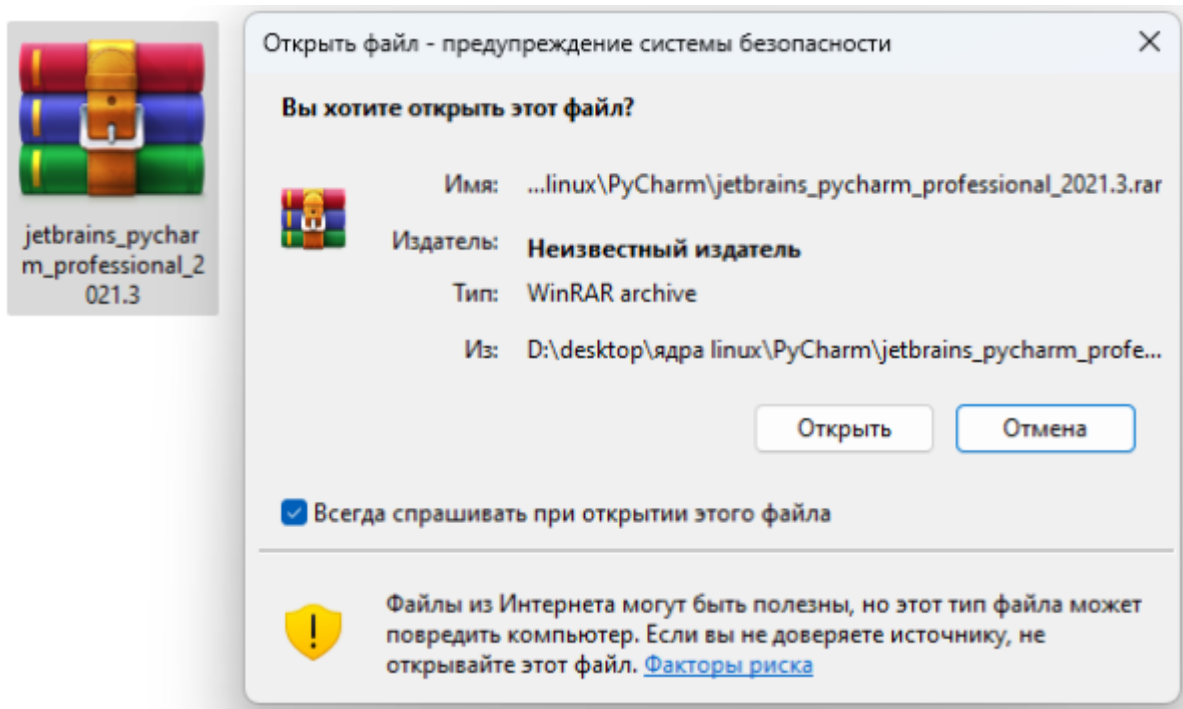 jetbrains_pychar
m_professional_2
021.3
Открыть файл - предупреждение системы безопасности
Вы хотите открыть этот файл?
Имя: ...linux\PyCharm\jetbrains_pycharm_professional_2021.3.rar
Издатель: Неизвестный издатель
Тип: WinRAR archive
Из: D:\desktop\ядра linux\PyCharm\jetbrains_pycharm_profe...
Открыть Отмена
Всегда спрашивать при открытии этого файла
Файлы из Интернета могут быть полезны, но этот тип файла может
повредить компьютер. Если вы не доверяете источнику, не
открывайте этот файл. Факторы риска